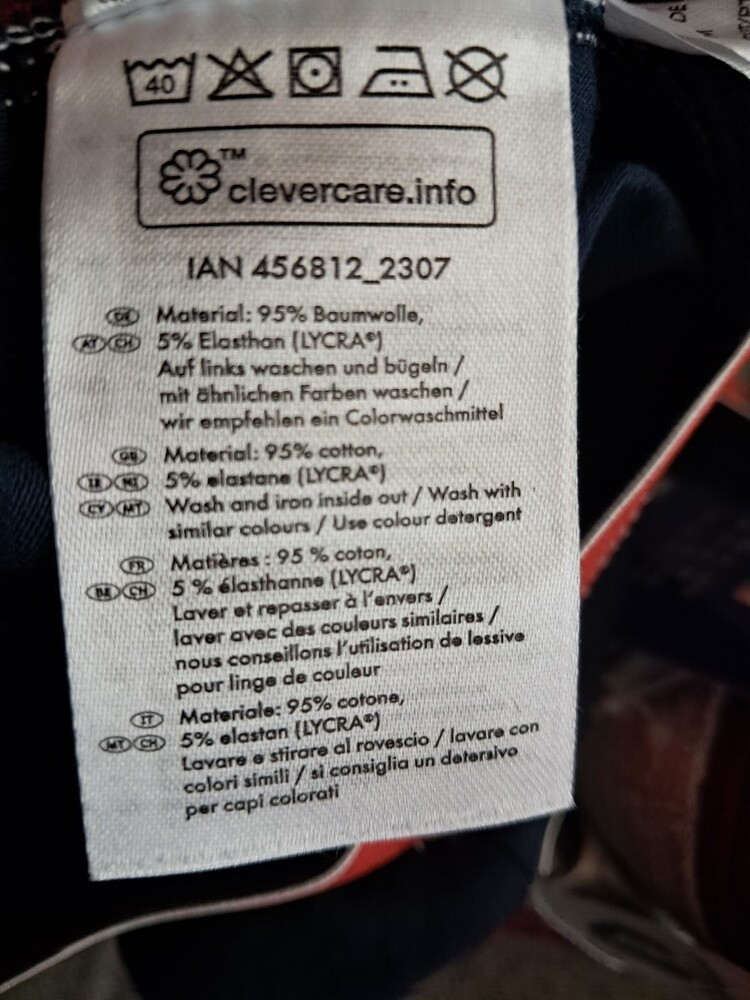 40
™
clevercare.info
IAN 456812_2307
DE Material: 95% Baumwolle,
AT CH 5% Elasthan (LYCRA®)
Auf links waschen und bügeln /
mit ähnlichen Farben waschen /
wir empfehlen ein Colorwaschmittel
GB Material: 95% cotton,
IE NI 5% elastane (LYCRA®)
CY MT Wash and iron inside out / Wash with
similar colours / Use colour detergent
FR Matières : 95 % coton,
BE CH 5 % élasthanne (LYCRA®)
Laver et repasser à l'envers /
laver avec des couleurs similaires /
nous conseillons l'utilisation de lessive
pour linge de couleur
IT Materiale: 95% cotone,
MT CH 5% elastan (LYCRA®)
Lavare e stirare al rovescio / lavare con
colori simili / si consiglia un detersivo
per capi colorati
DE